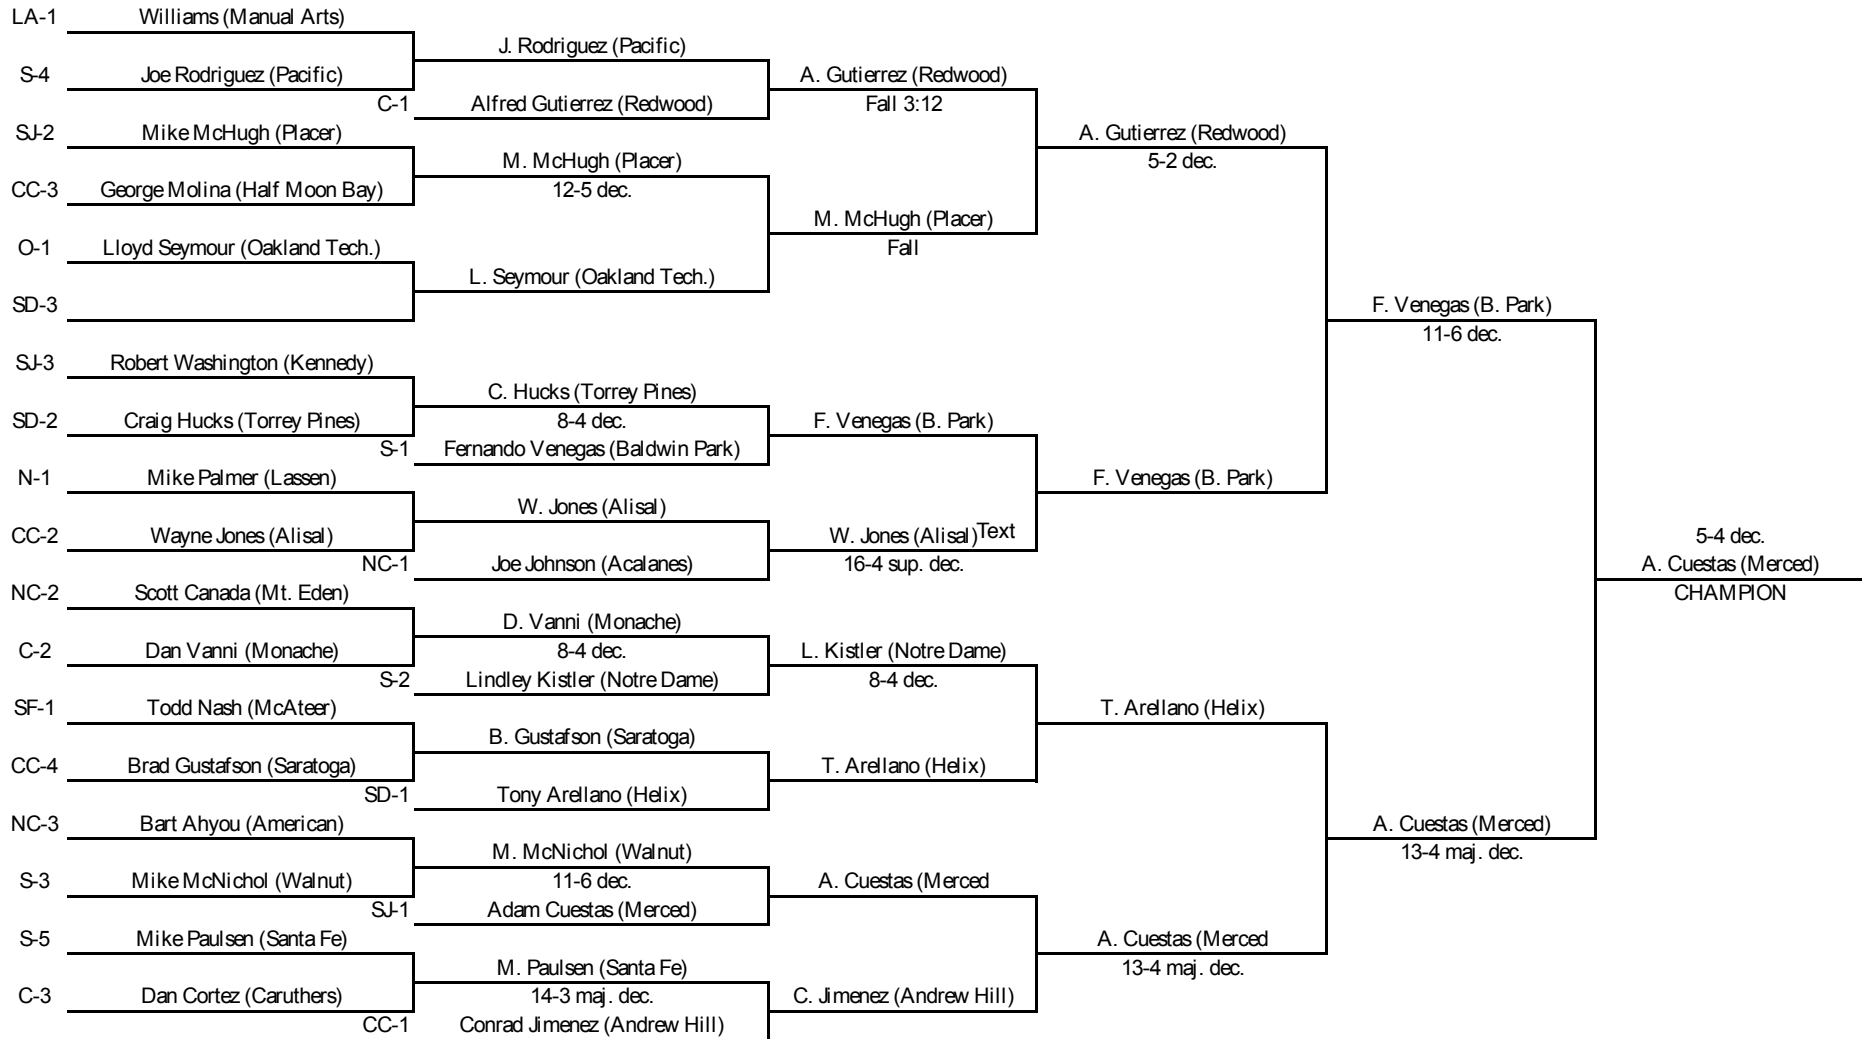 LA-1 Williams (Manual Arts)
J. Rodriguez (Pacific)
S-4 Joe Rodriguez (Pacific) A. Gutierrez (Redwood)
C-1 Alfred Gutierrez (Redwood) Fall 3:12
SJ-2 Mike McHugh (Placer) A. Gutierrez (Redwood)
M. McHugh (Placer) 5-2 dec.
CC-3 George Molina (Half Moon Bay) 12-5 dec.
M. McHugh (Placer)
O-1 Lloyd Seymour (Oakland Tech.) Fall
L. Seymour (Oakland Tech.)
SD-3 F. Venegas (B. Park)
11-6 dec.
SJ-3 Robert Washington (Kennedy)
C. Hucks (Torrey Pines)
SD-2 Craig Hucks (Torrey Pines) 8-4 dec. F. Venegas (B. Park)
S-1 Fernando Venegas (Baldwin Park)
N-1 Mike Palmer (Lassen) F. Venegas (B. Park)
W. Jones (Alisal)
CC-2 Wayne Jones (Alisal) W. Jones (Alisal) Text 5-4 dec.
NC-1 Joe Johnson (Acalanes) 16-4 sup. dec. A. Cuestas (Merced)
NC-2 Scott Canada (Mt. Eden) CHAMPION
D. Vanni (Monache)
C-2 Dan Vanni (Monache) 8-4 dec. L. Kistler (Notre Dame)
S-2 Lindley Kistler (Notre Dame) 8-4 dec.
SF-1 Todd Nash (McAteer) T. Arellano (Helix)
B. Gustafson (Saratoga)
CC-4 Brad Gustafson (Saratoga) T. Arellano (Helix)
SD-1 Tony Arellano (Helix)
NC-3 Bart Ahyou (American) A. Cuestas (Merced)
M. McNichol (Walnut) 13-4 maj. dec.
S-3 Mike McNichol (Walnut) 11-6 dec. A. Cuestas (Merced
SJ-1 Adam Cuestas (Merced)
S-5 Mike Paulsen (Santa Fe) A. Cuestas (Merced
M. Paulsen (Santa Fe) 13-4 maj. dec.
C-3 Dan Cortez (Caruthers) 14-3 maj. dec. C. Jimenez (Andrew Hill)
CC-1 Conrad Jimenez (Andrew Hill)